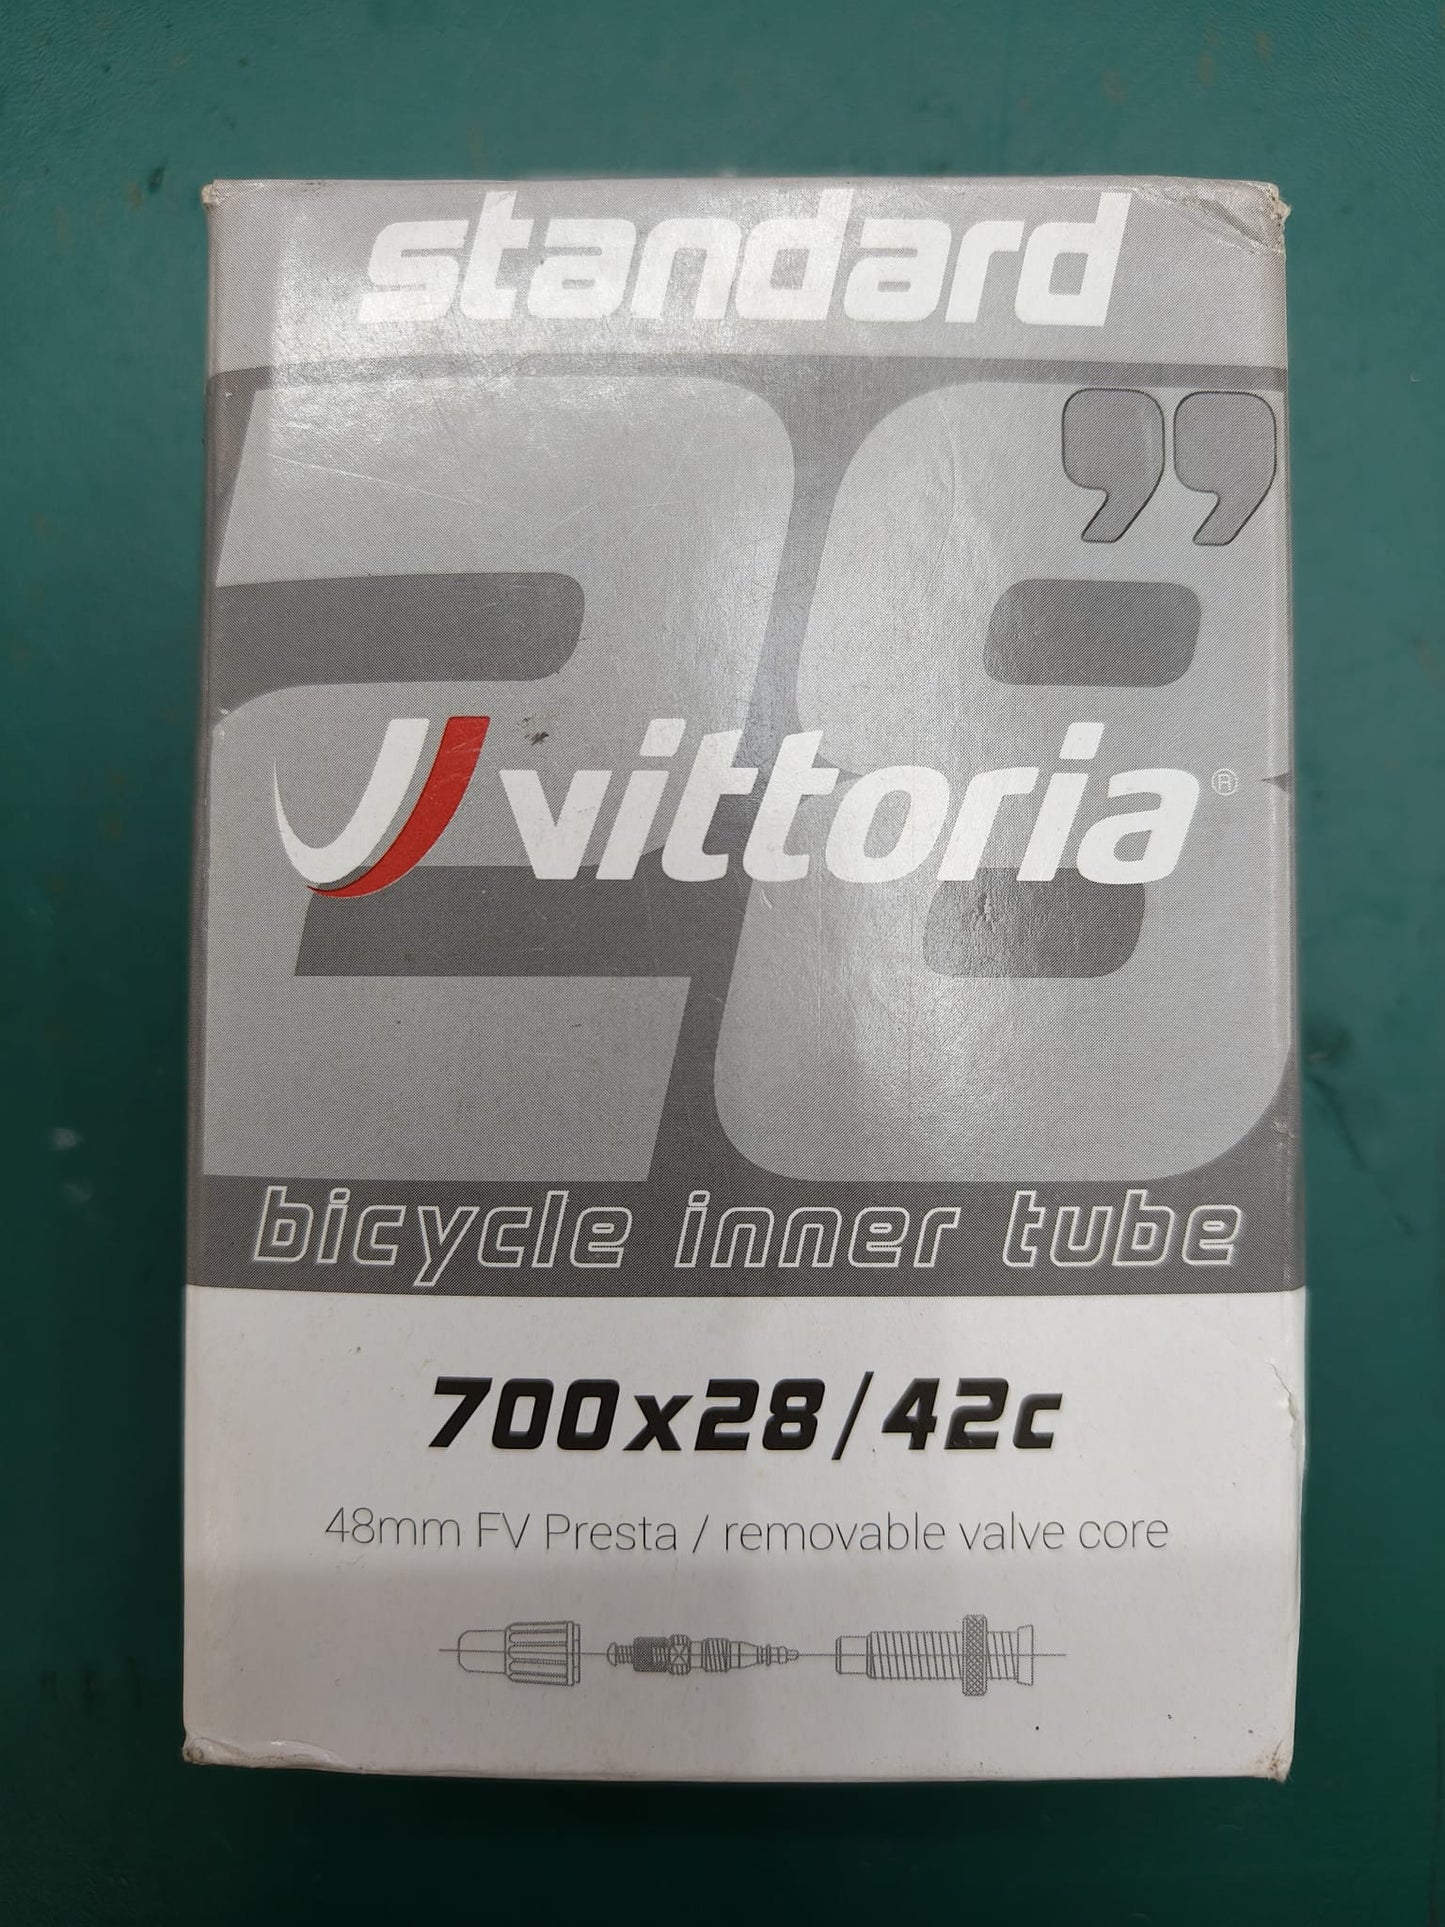 standard
28”
vittoria®
bicycle inner tube
700x28/42c
48mm FV Presta / removable valve core